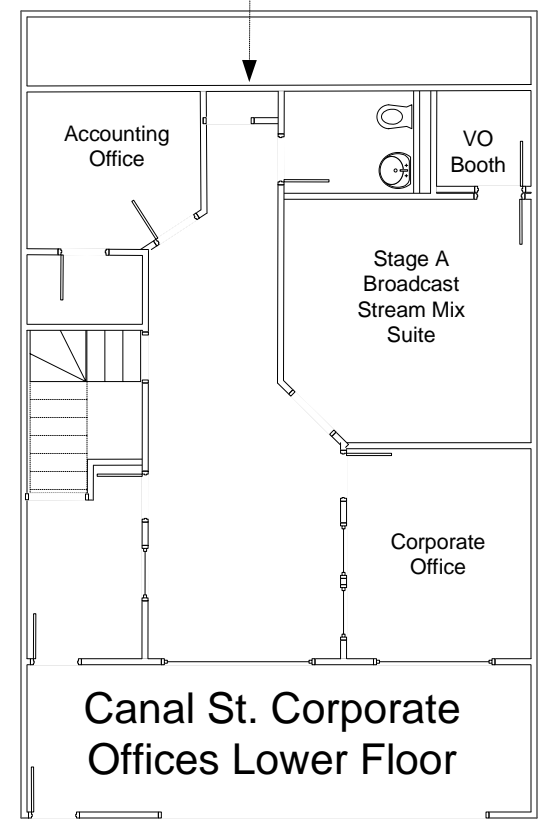 Accounting
Office
VO
Booth
Stage A
Broadcast
Stream Mix
Suite
Corporate
Office
Canal St. Corporate
Offices Lower Floor